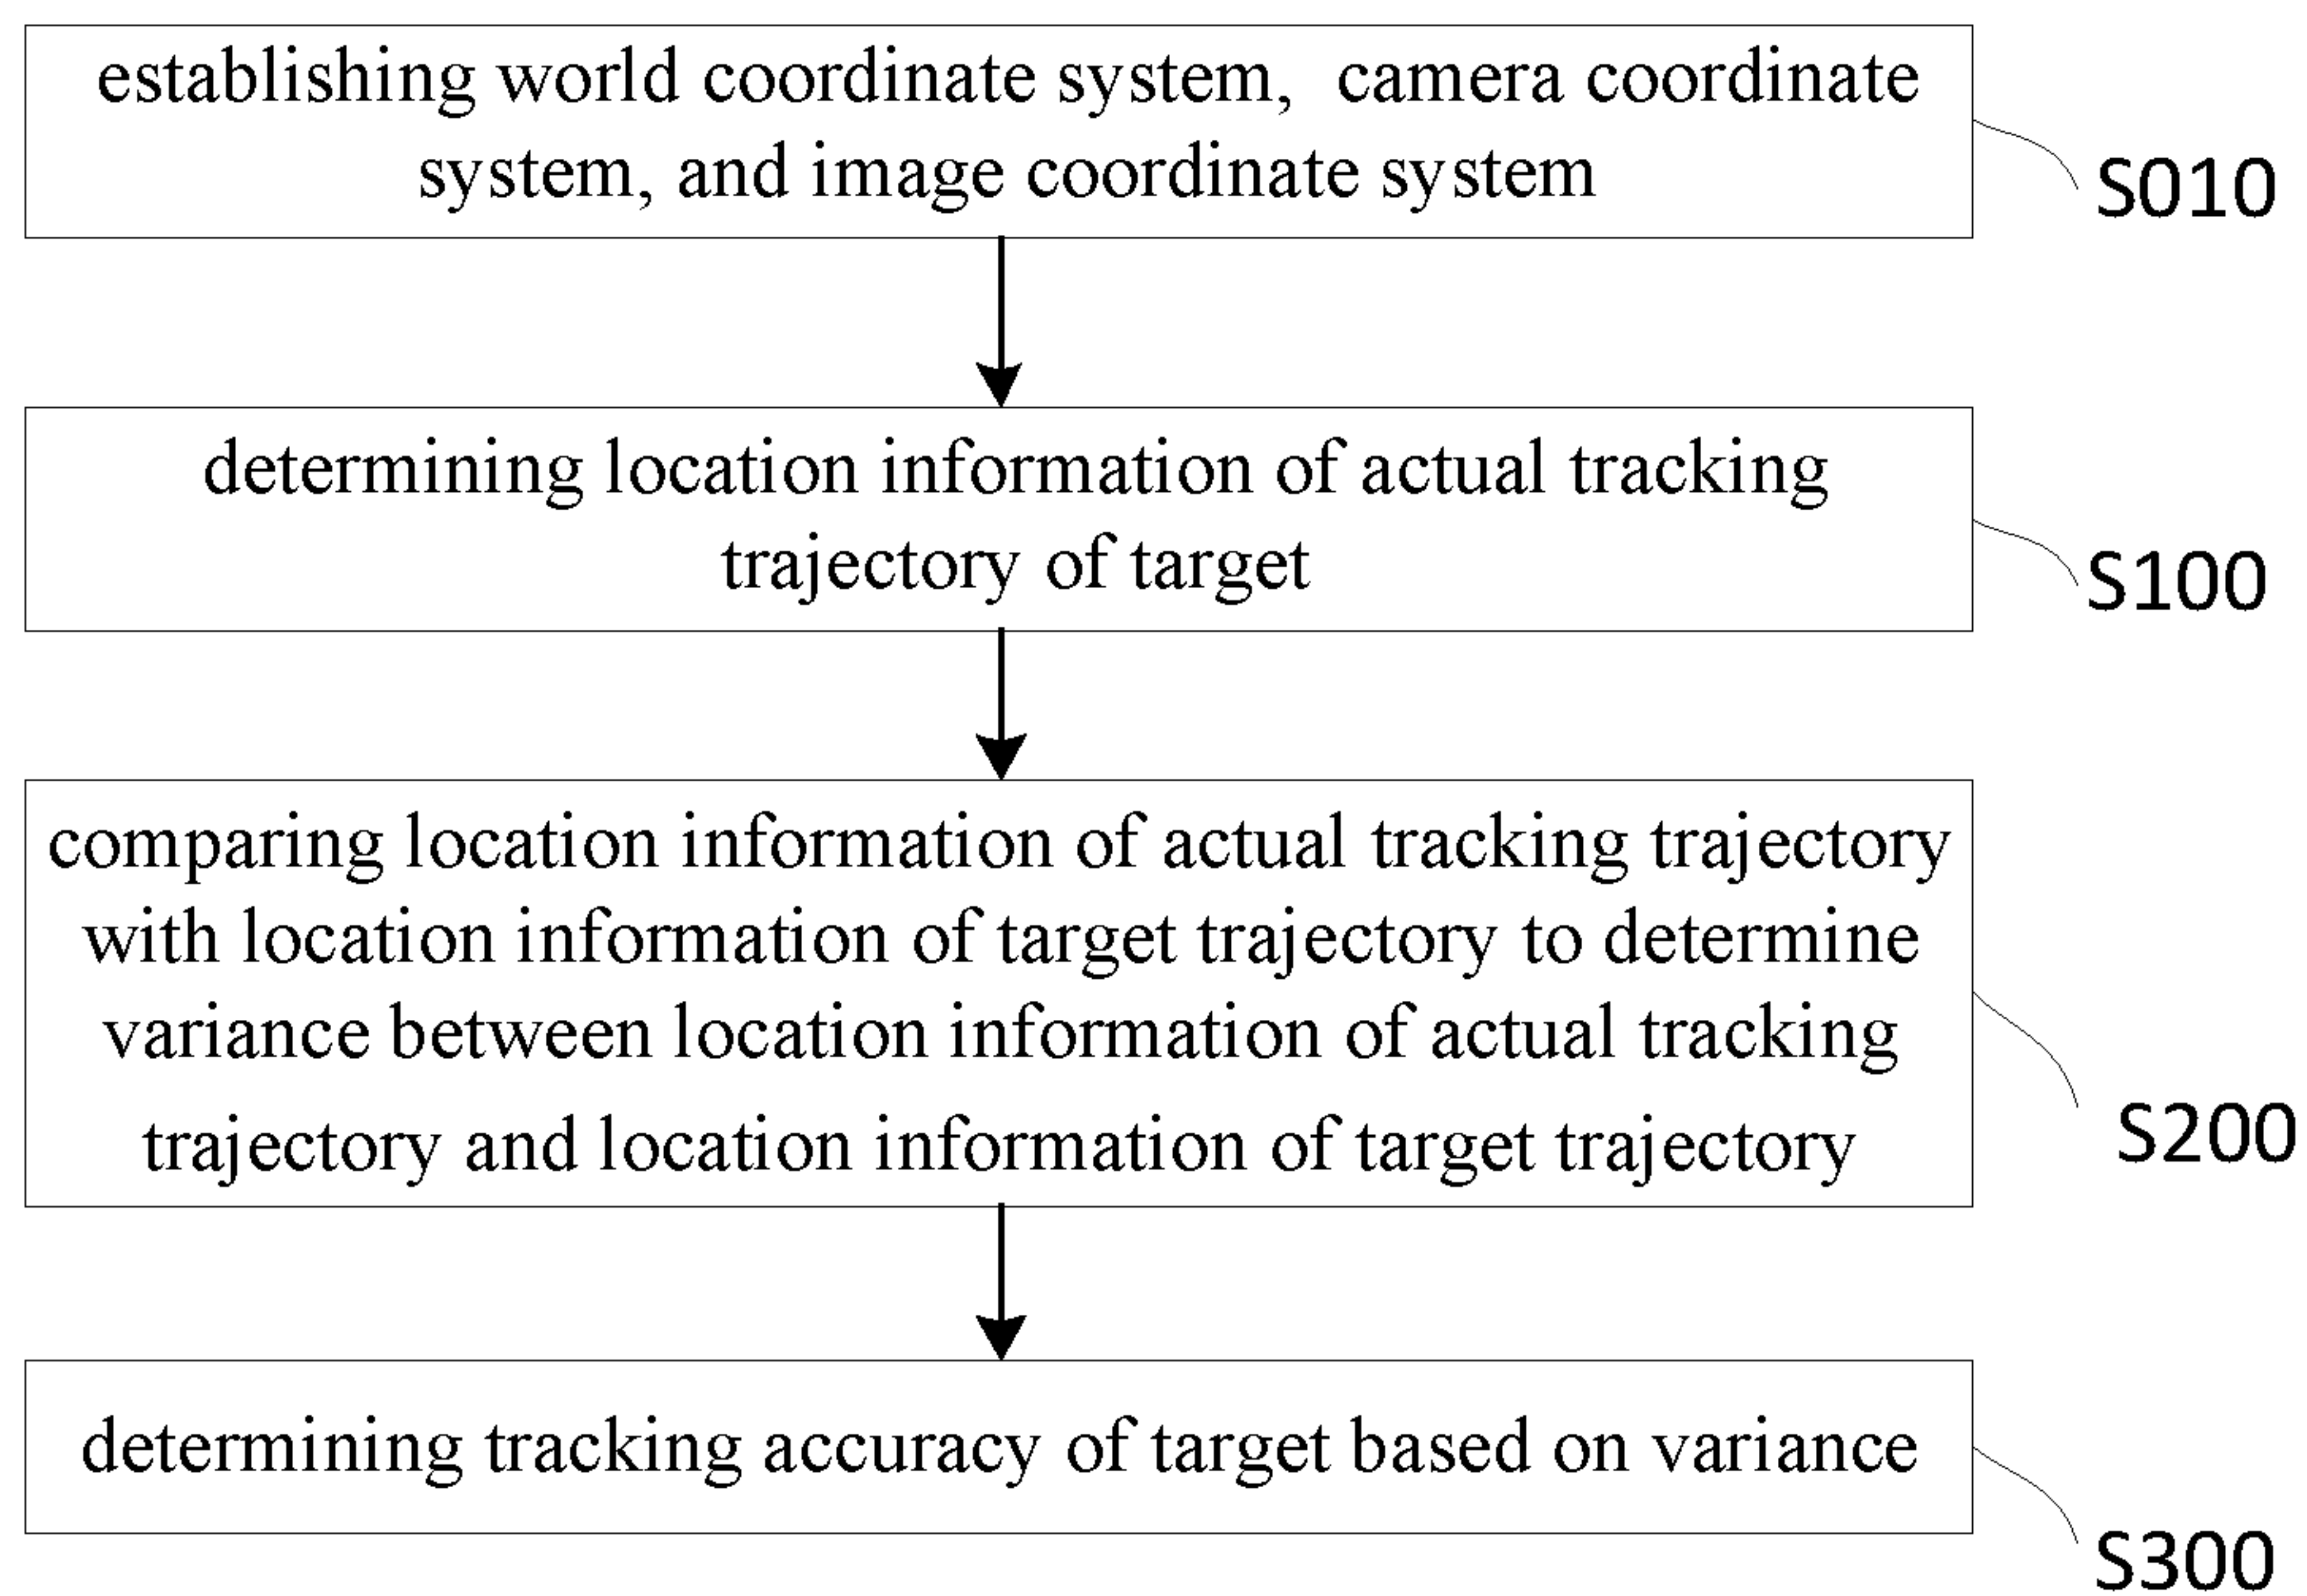 establishing world coordinate system, camera coordinate
system, and image coordinate system
S010
determining location information of actual tracking
trajectory of target
S100
comparing location information of actual tracking trajectory
with location information of target trajectory to determine
variance between location information of actual tracking
trajectory and location information of target trajectory
S200
determining tracking accuracy of target based on variance
S300